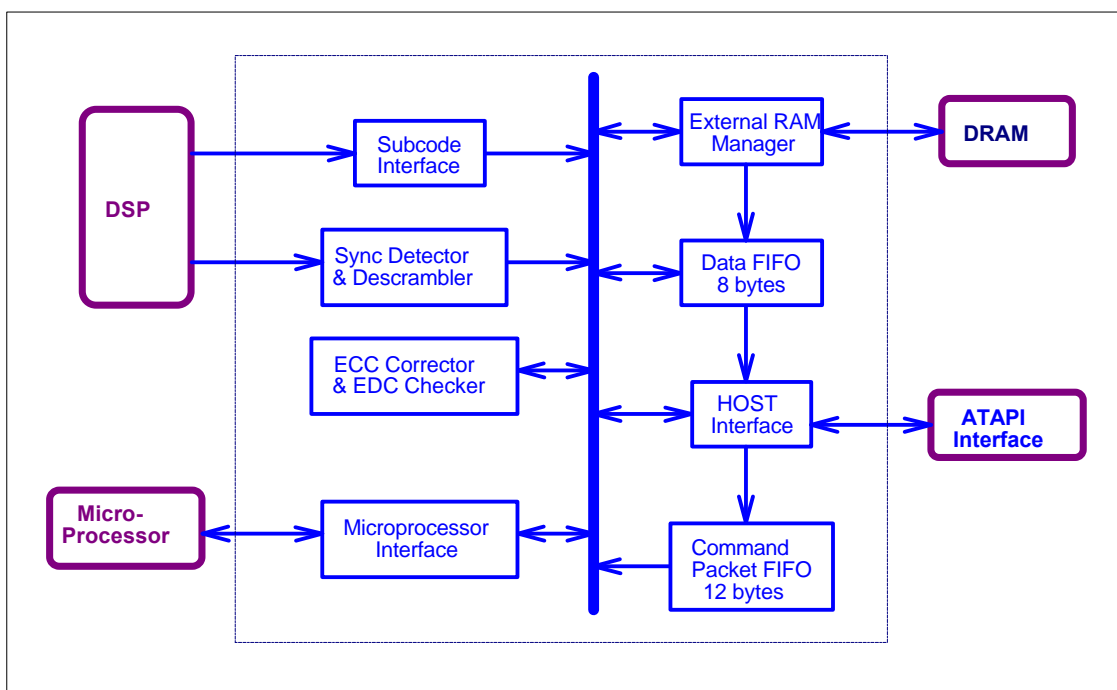 DSP
Subcode
Interface
Sync Detector
& Descrambler
ECC Corrector
& EDC Checker
Micro-
Processor
Microprocessor
Interface
External RAM
Manager
DRAM
Data FIFO
8 bytes
HOST
Interface
ATAPI
Interface
Command
Packet FIFO
12 bytes